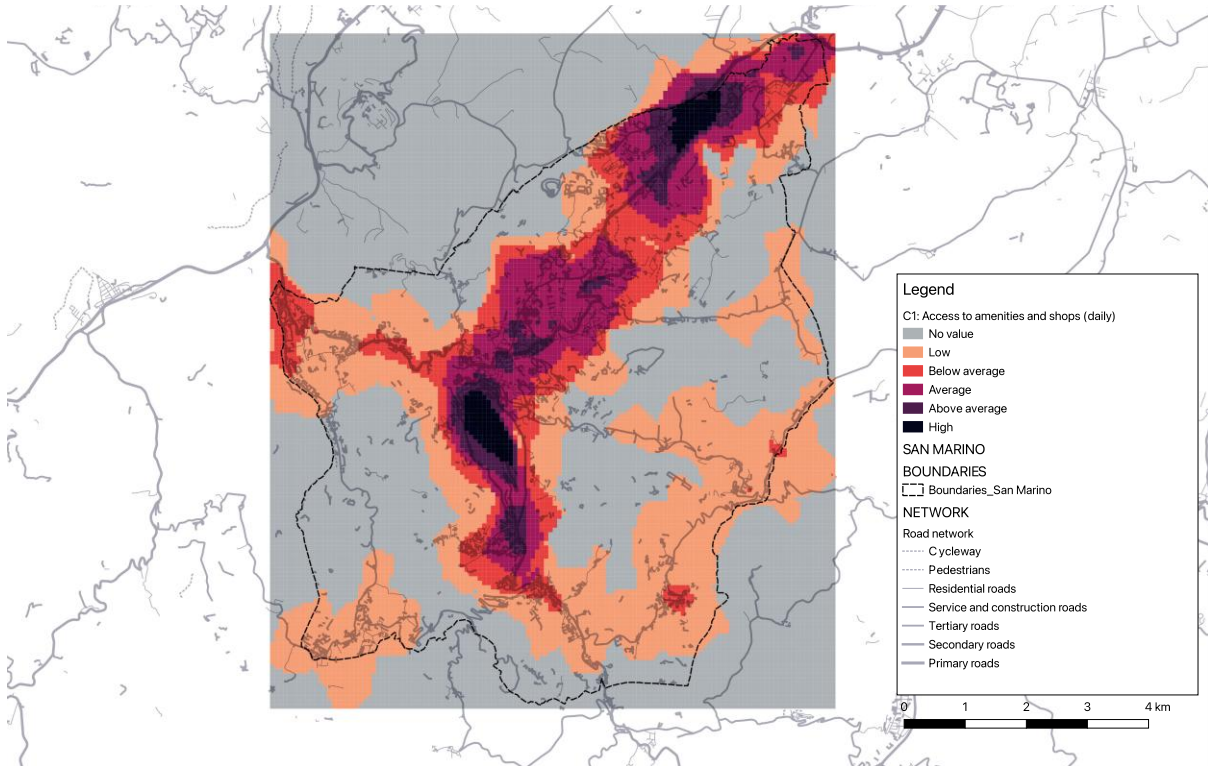 Legend
C1: Access to amenities and shops (daily)
No value
Low
Below average
Average
Above average
High
SAN MARINO
BOUNDARIES
Boundaries_San Marino
NETWORK
Road network
Cycleway
Pedestrians
Residential roads
Service and construction roads
Tertiary roads
Secondary roads
Primary roads
0 1 2 3 4 km